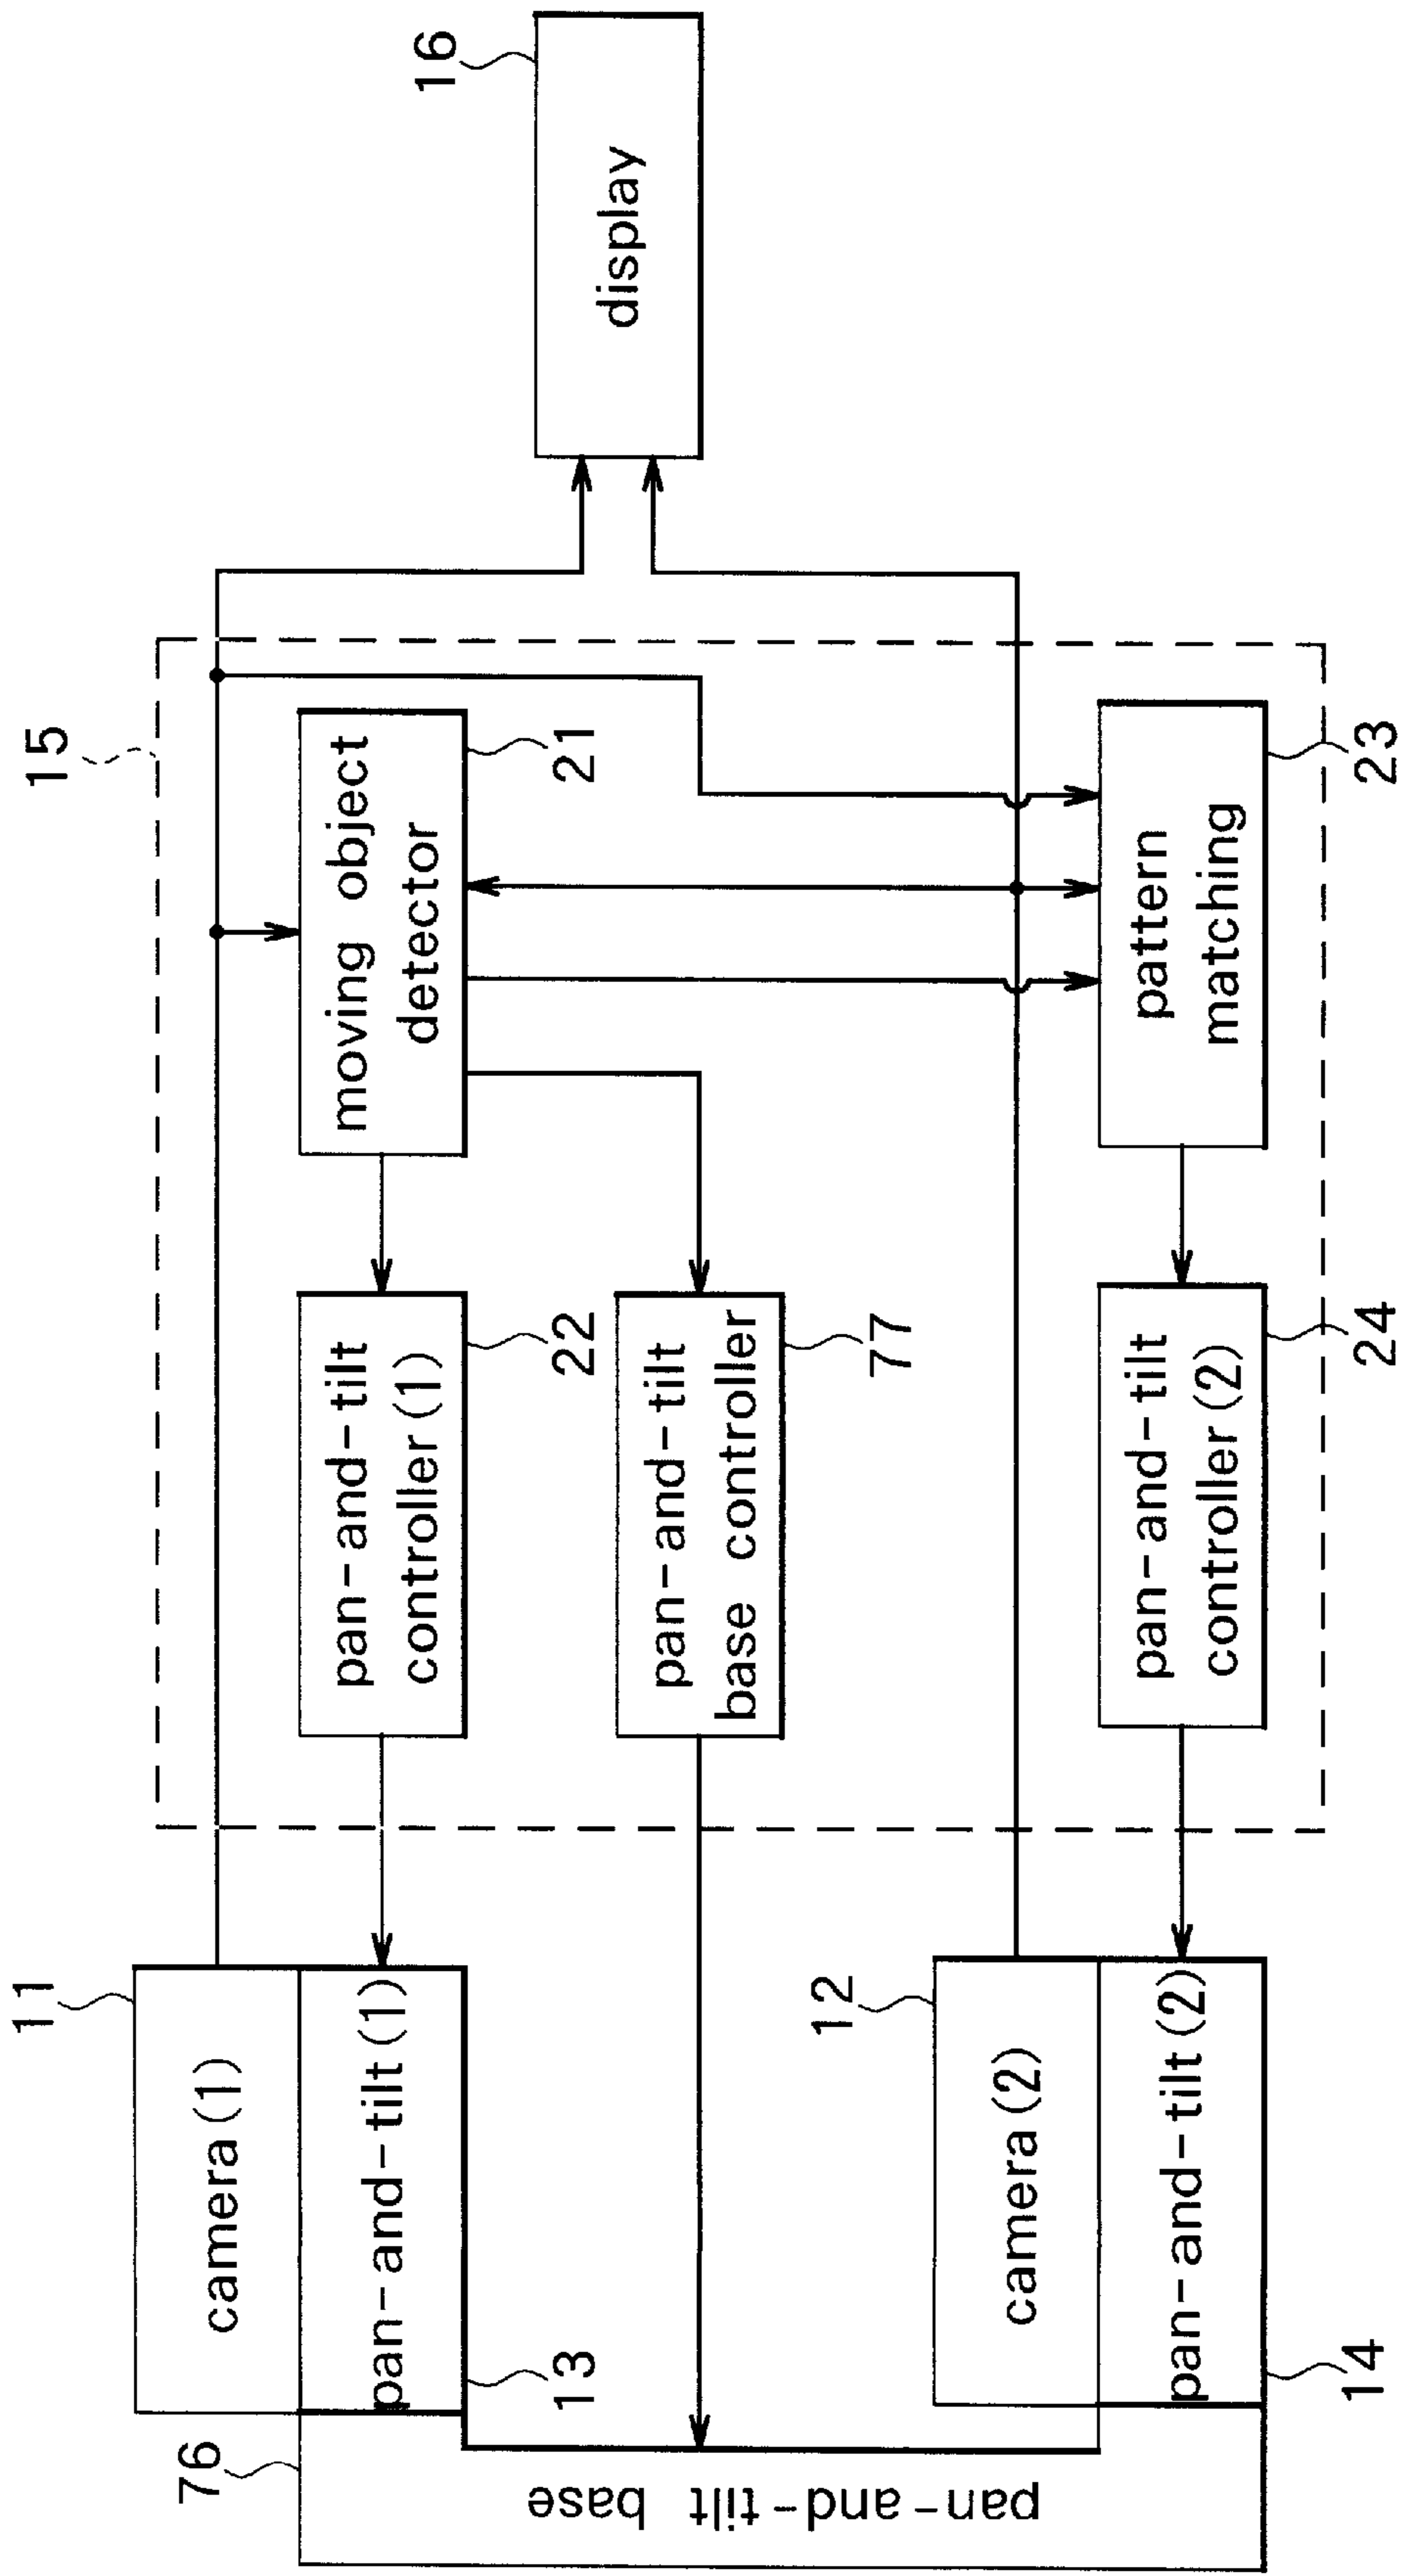 11
camera(1)
pan-and-tilt(1)
13
76
pan-and-tilt base
12
camera(2)
pan-and-tilt(2)
14
15
pan-and-tilt
controller(1)
22
moving object
detector
21
pan-and-tilt
base controller
77
pan-and-tilt
controller(2)
24
pattern
matching
23
16
display